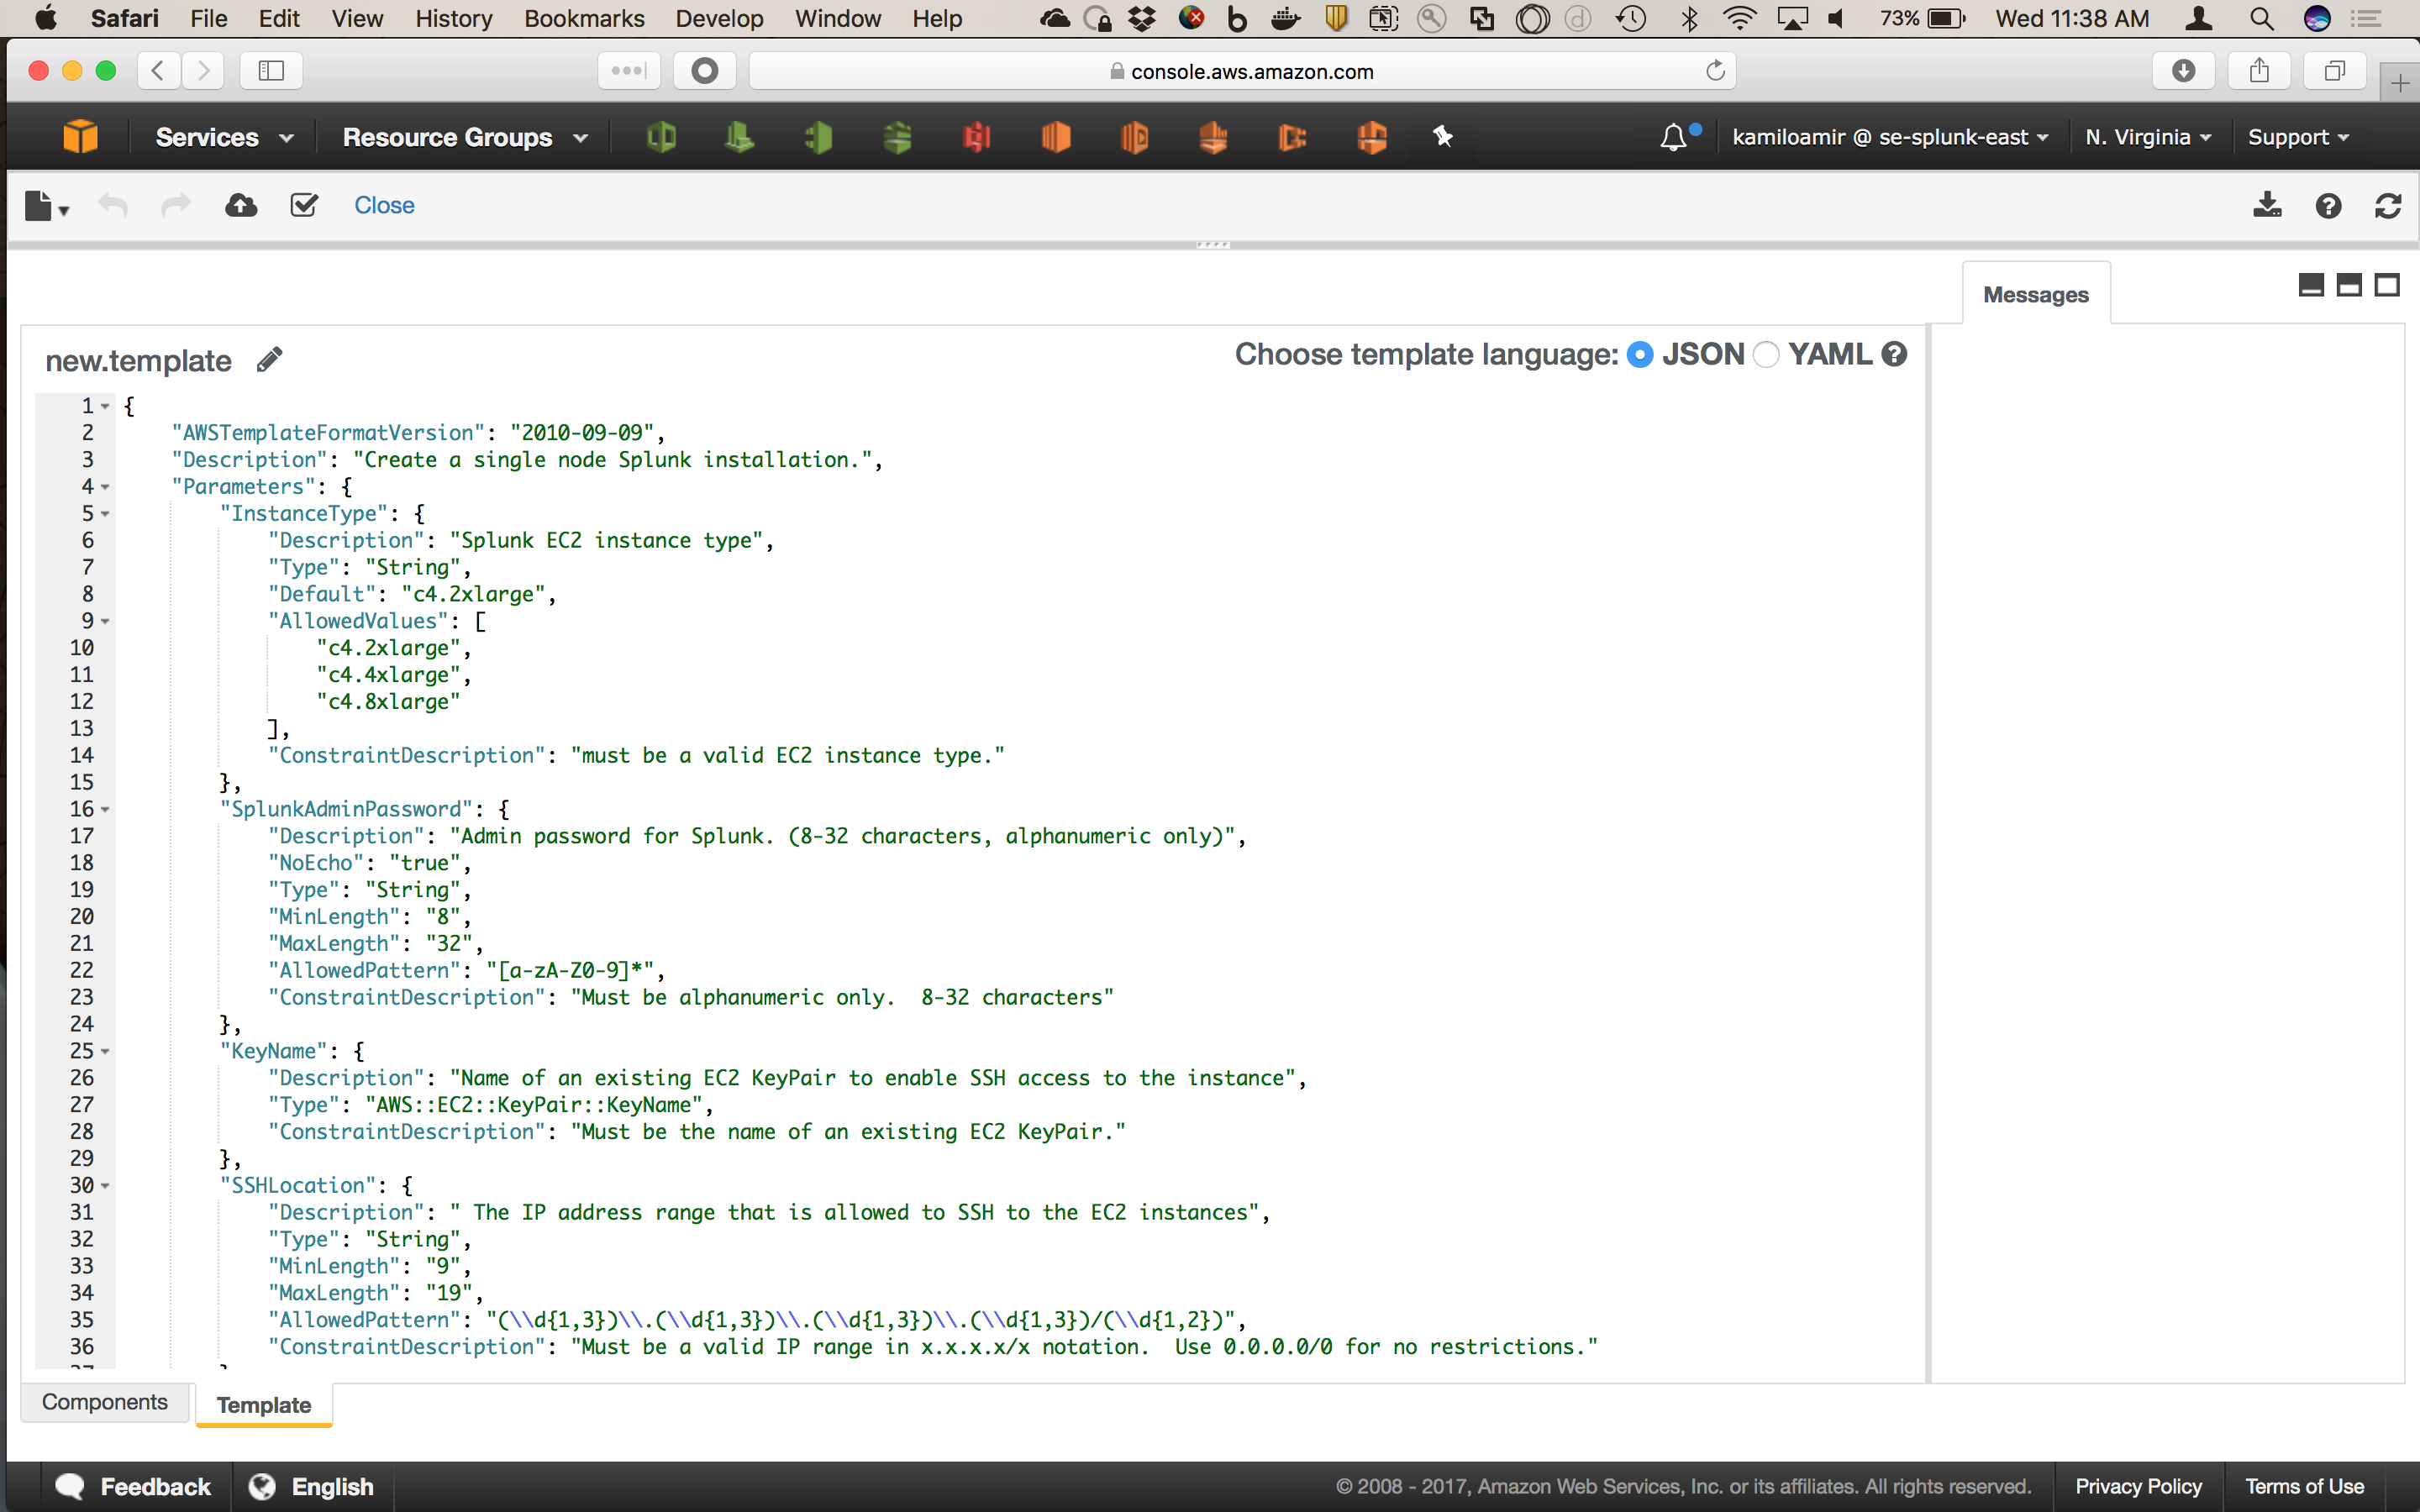 Safari File Edit View History Bookmarks Develop Window Help 73% Wed 11:38 AM
console.aws.amazon.com
Services Resource Groups kamiloamir @ se-splunk-east N. Virginia Support
Close
Messages
new.template Choose template language: JSON YAML
1 {
2 "AWSTemplateFormatVersion": "2010-09-09",
3 "Description": "Create a single node Splunk installation.",
4 "Parameters": {
5 "InstanceType": {
6 "Description": "Splunk EC2 instance type",
7 "Type": "String",
8 "Default": "c4.2xlarge",
9 "AllowedValues": [
10 "c4.2xlarge",
11 "c4.4xlarge",
12 "c4.8xlarge"
13 ],
14 "ConstraintDescription": "must be a valid EC2 instance type."
15 },
16 "SplunkAdminPassword": {
17 "Description": "Admin password for Splunk. (8-32 characters, alphanumeric only)",
18 "NoEcho": "true",
19 "Type": "String",
20 "MinLength": "8",
21 "MaxLength": "32",
22 "AllowedPattern": "[a-zA-Z0-9]*",
23 "ConstraintDescription": "Must be alphanumeric only.  8-32 characters"
24 },
25 "KeyName": {
26 "Description": "Name of an existing EC2 KeyPair to enable SSH access to the instance",
27 "Type": "AWS::EC2::KeyPair::KeyName",
28 "ConstraintDescription": "Must be the name of an existing EC2 KeyPair."
29 },
30 "SSHLocation": {
31 "Description": " The IP address range that is allowed to SSH to the EC2 instances",
32 "Type": "String",
33 "MinLength": "9",
34 "MaxLength": "19",
35 "AllowedPattern": "(\\d{1,3})\\.(\\d{1,3})\\.(\\d{1,3})\\.(\\d{1,3})/(\\d{1,2})",
36 "ConstraintDescription": "Must be a valid IP range in x.x.x.x/x notation.  Use 0.0.0.0/0 for no restrictions."
Components Template
Feedback English © 2008 - 2017, Amazon Web Services, Inc. or its affiliates. All rights reserved. Privacy Policy Terms of Use